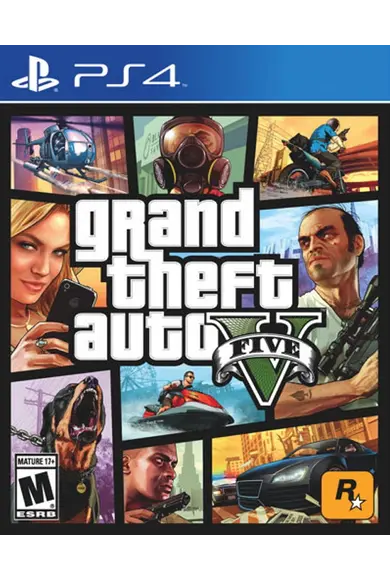 PS4
grand
theft
auto
V
FIVE
MATURE 17+
M
ESRB
R